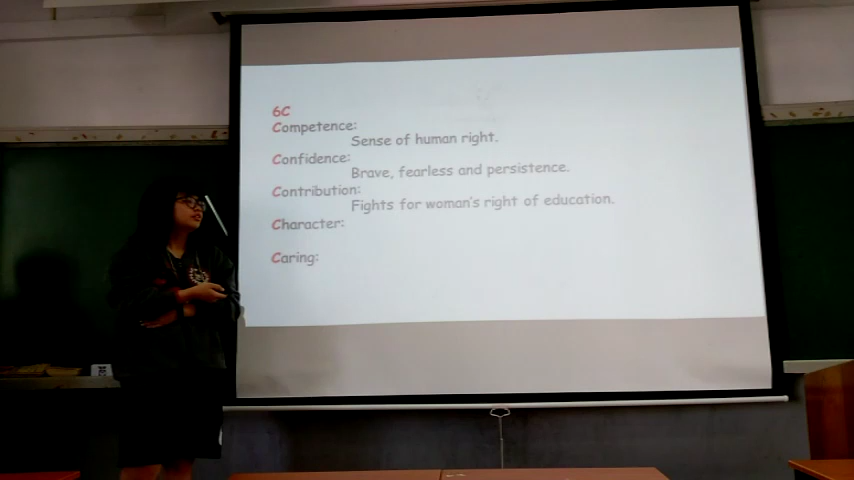 6C
Competence:
Sense of human right.
Confidence:
Brave, fearless and persistence.
Contribution:
Fights for woman's right of education.
Character:
Caring: